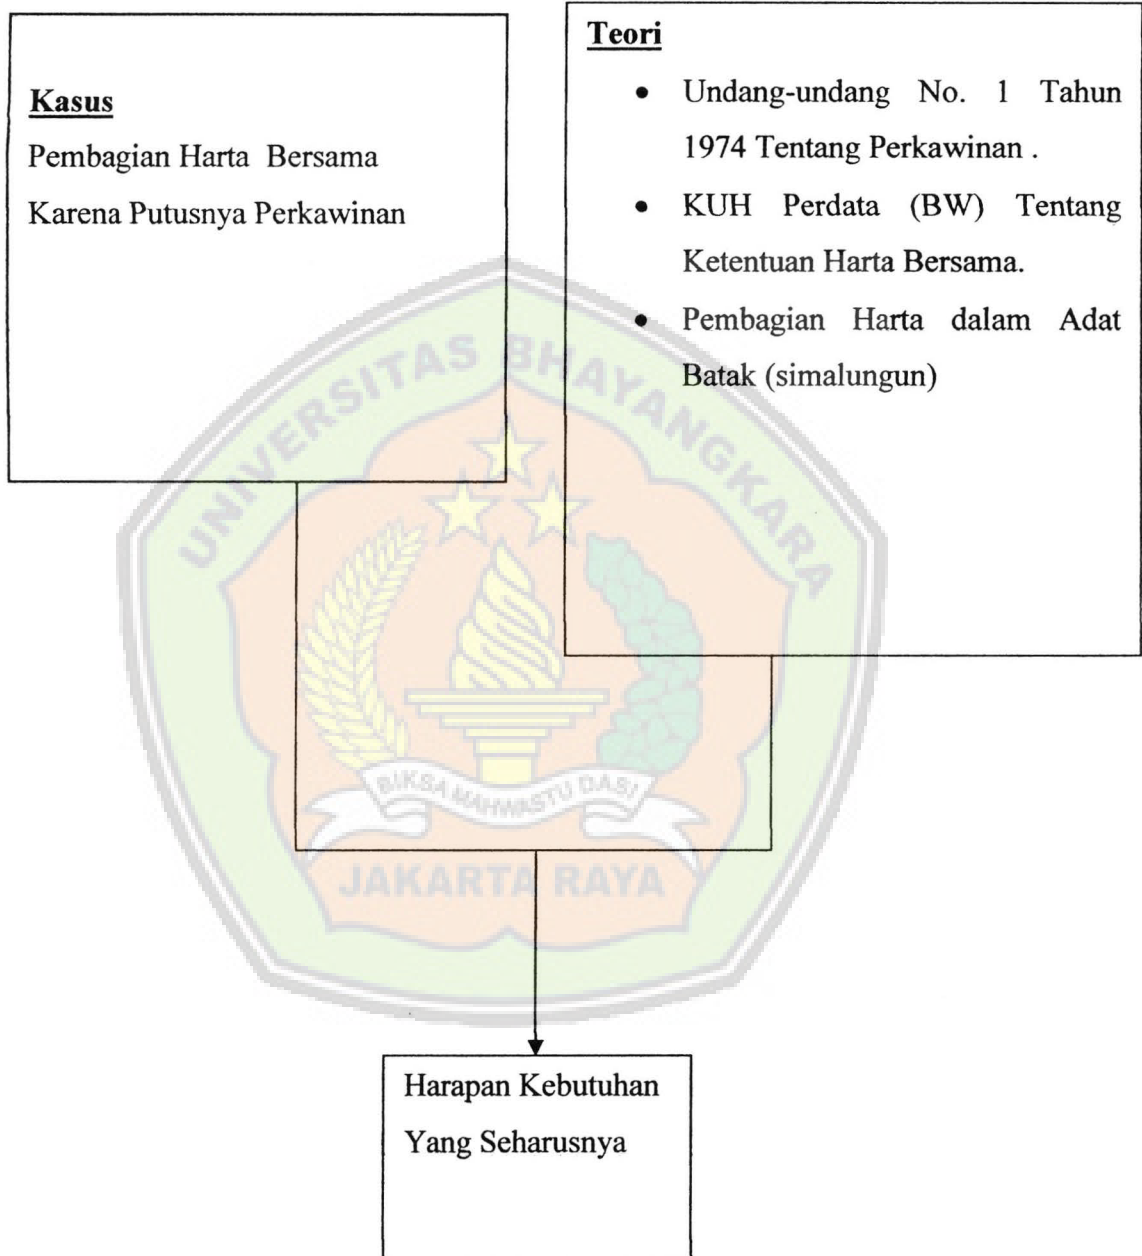 Kasus
Pembagian Harta Bersama
Karena Putusnya Perkawinan
Teori
• Undang-undang No. 1 Tahun
1974 Tentang Perkawinan .
• KUH Perdata (BW) Tentang
Ketentuan Harta Bersama.
• Pembagian Harta dalam Adat
Batak (simalungun)
UNIVERSITAS BHAYANGKARA
BIKSA MAHWASTU DASI
JAKARTA RAYA
Harapan Kebutuhan
Yang Seharusnya